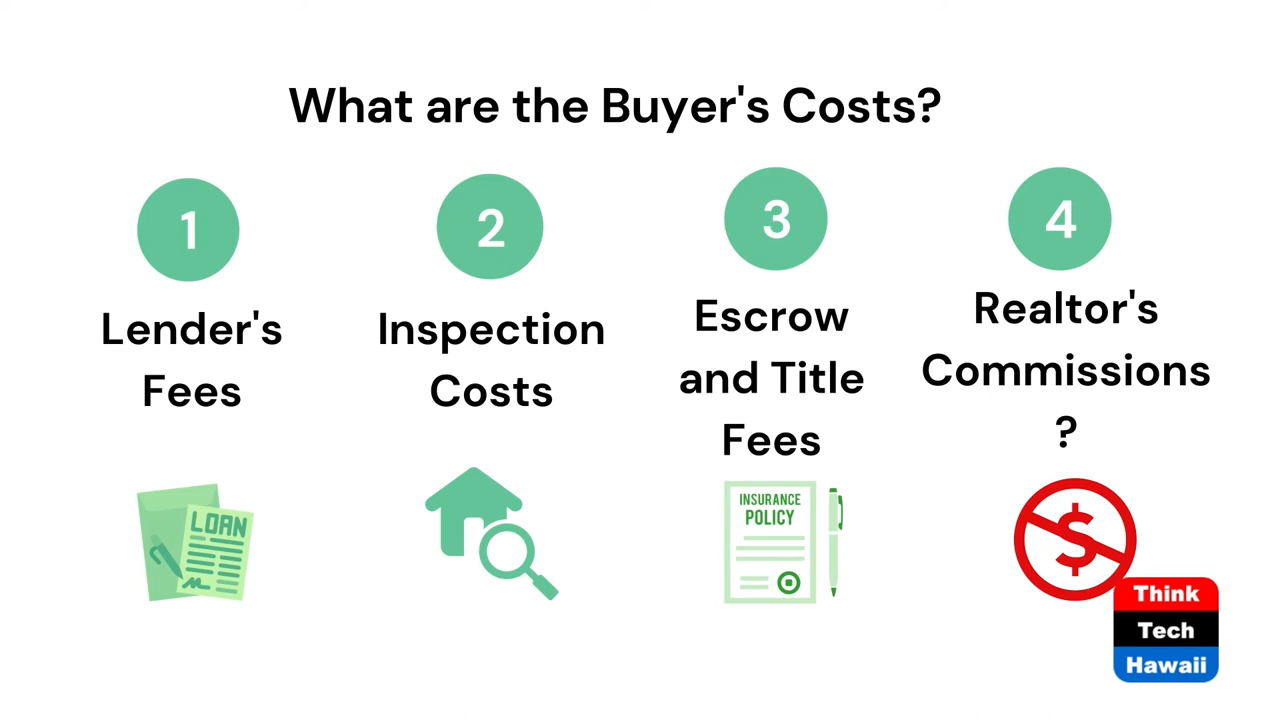 What are the Buyer's Costs?
1
Lender's
Fees
LOAN
2
Inspection
Costs
3
Escrow
and Title
Fees
INSURANCE
POLICY
4
Realtor's
Commissions
?
$
Think
Tech
Hawaii